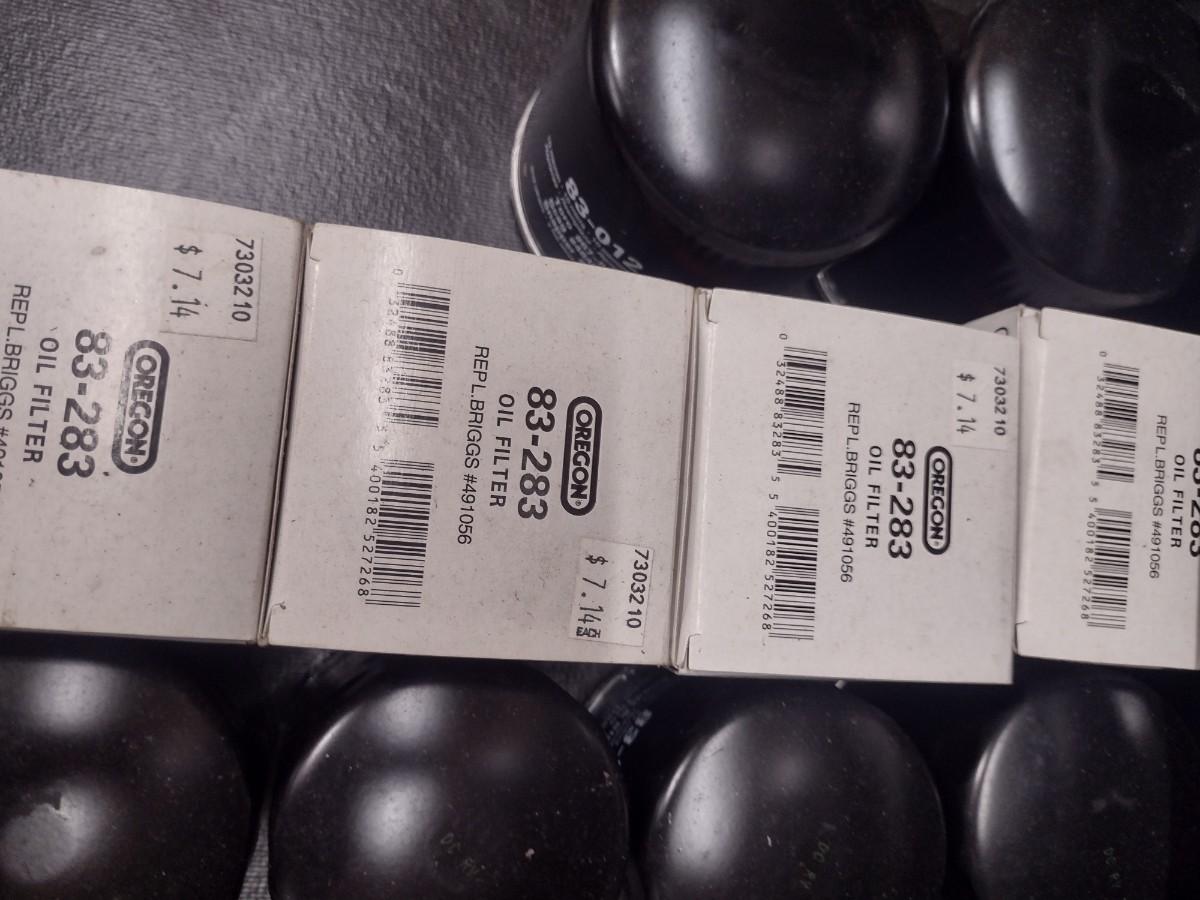 83-012
7303210
$ 7.14
OREGON®
83-283
OIL FILTER
REPL.BRIGGS
OREGON®
83-283
OIL FILTER
REPL.BRIGGS #491056
0 32488 83283 5 5 400182 527268
7303210
$ 7.14
EACH
7303210
$ 7.14
OREGON®
83-283
OIL FILTER
REPL.BRIGGS #491056
0 32488 83283 5 5 400182 527268
83-283
OIL FILTER
REPL.BRIGGS #491056
0 32488 83283 5 5 400182 527268